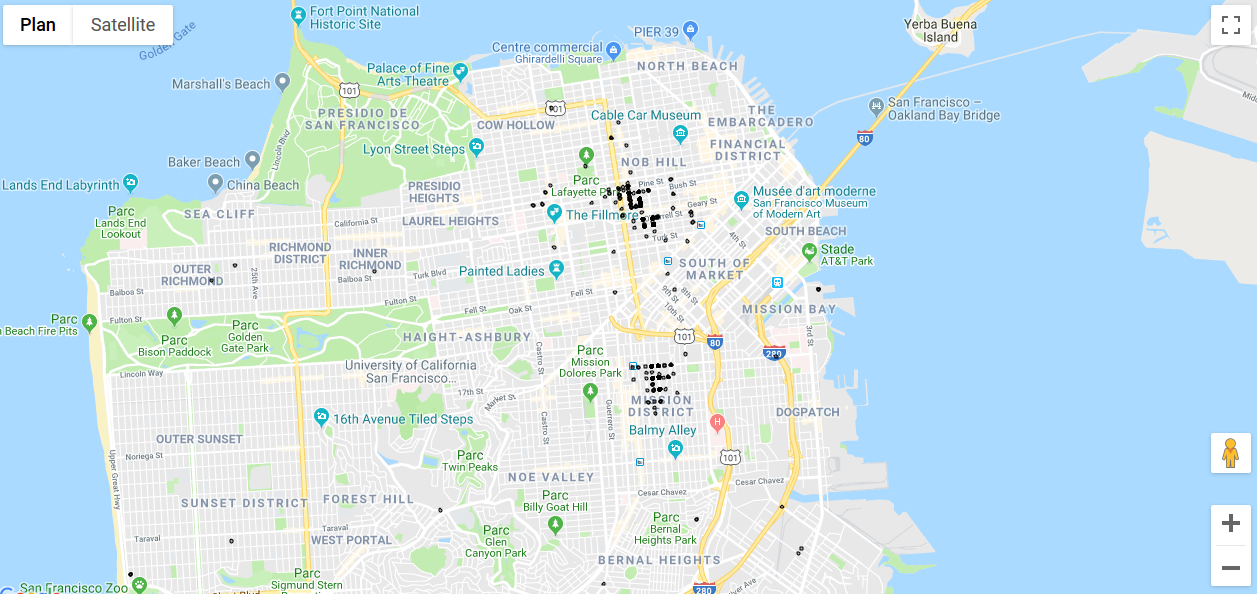 Plan
Satellite
Fort Point National
Historic Site
Golden Gate
PIER 39
Yerba Buena
Island
Centre commercial
Ghirardelli Square
NORTH BEACH
Palace of Fine
Arts Theatre
Marshall's Beach
101
101
PRESIDIO DE
SAN FRANCISCO
COW HOLLOW
Cable Car Museum
THE
EMBARCADERO
San Francisco –
Oakland Bay Bridge
80
Lincoln Blvd
Lyon Street Steps
FINANCIAL
DISTRICT
Baker Beach
NOB HILL
Lands End Labyrinth
China Beach
PRESIDIO
HEIGHTS
Parc
Lafayette
Pine St
Bush St
Musée d'art moderne
San Francisco Museum
of Modern Art
Parc
Lands End
Lookout
SEA CLIFF
California St
LAUREL HEIGHTS
The Fillmore
Geary St
Turk St
4th St
SOUTH BEACH
RICHMOND
DISTRICT
INNER
RICHMOND
Stade
AT&T Park
OUTER
RICHMOND
25th Ave
Balboa St
Turk Blvd
Painted Ladies
SOUTH OF
MARKET
Balboa St
Fulton St
Fell St
Oak St
Fell St
9th St
8th St
10th St
MISSION BAY
Parc
Beach Fire Pits
Fulton St
Parc
Bison Paddock
Parc
Golden
Gate Park
HAIGHT-ASHBURY
101
80
280
3rd St
Lincoln Way
University of California
San Francisco...
Castro St
Parc
Mission
Dolores Park
17th St
Market St
Guerrero St
MISSION
DISTRICT
DOGPATCH
16th Avenue Tiled Steps
Castro St
H
Balmy Alley
OUTER SUNSET
Noriega St
Upper Great Hwy
Parc
Twin Peaks
101
NOE VALLEY
Cesar Chavez
Cesar Chavez
SUNSET DISTRICT
FOREST HILL
Parc
Billy Goat Hill
Taraval
Taraval
WEST PORTAL
Parc
Glen
Canyon Park
Parc
Bernal
Heights Park
BERNAL HEIGHTS
Parc
Sigmund Stern
San Francisco Zoo
280